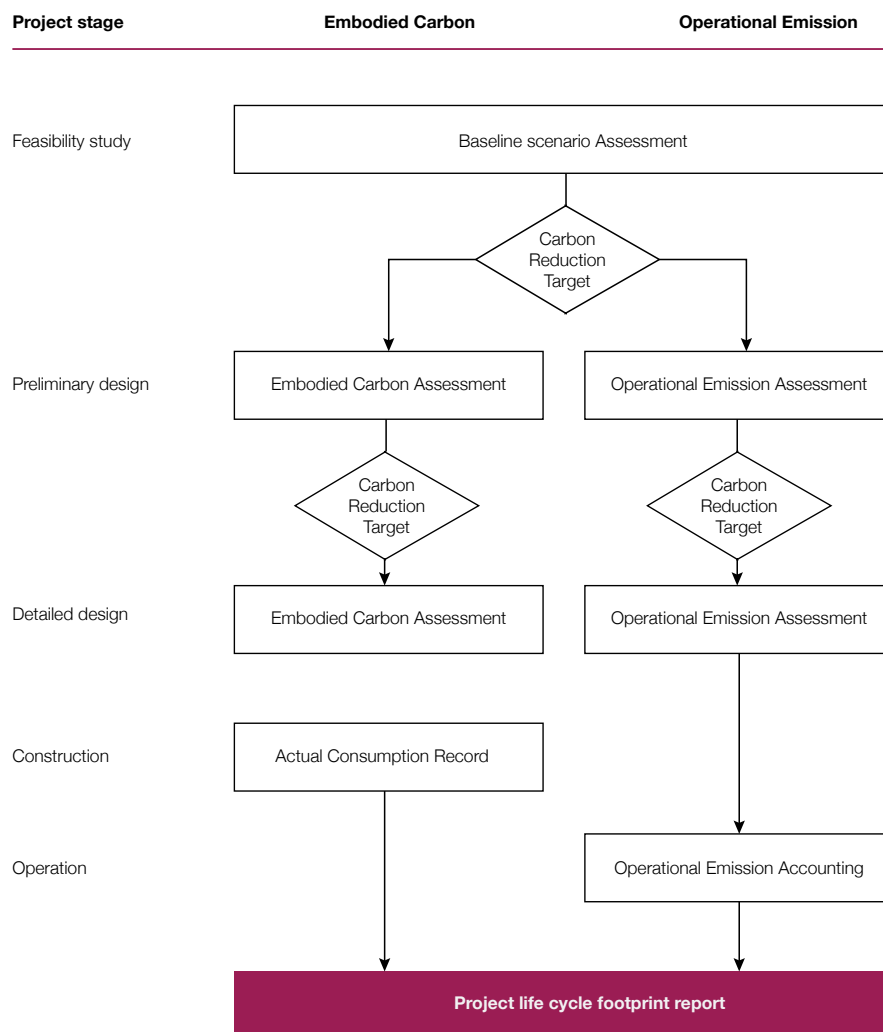 Project stage
Embodied Carbon
Operational Emission
Feasibility study
Baseline scenario Assessment
Carbon
Reduction
Target
Preliminary design
Embodied Carbon Assessment
Operational Emission Assessment
Carbon
Reduction
Target
Carbon
Reduction
Target
Detailed design
Embodied Carbon Assessment
Operational Emission Assessment
Construction
Actual Consumption Record
Operation
Operational Emission Accounting
Project life cycle footprint report